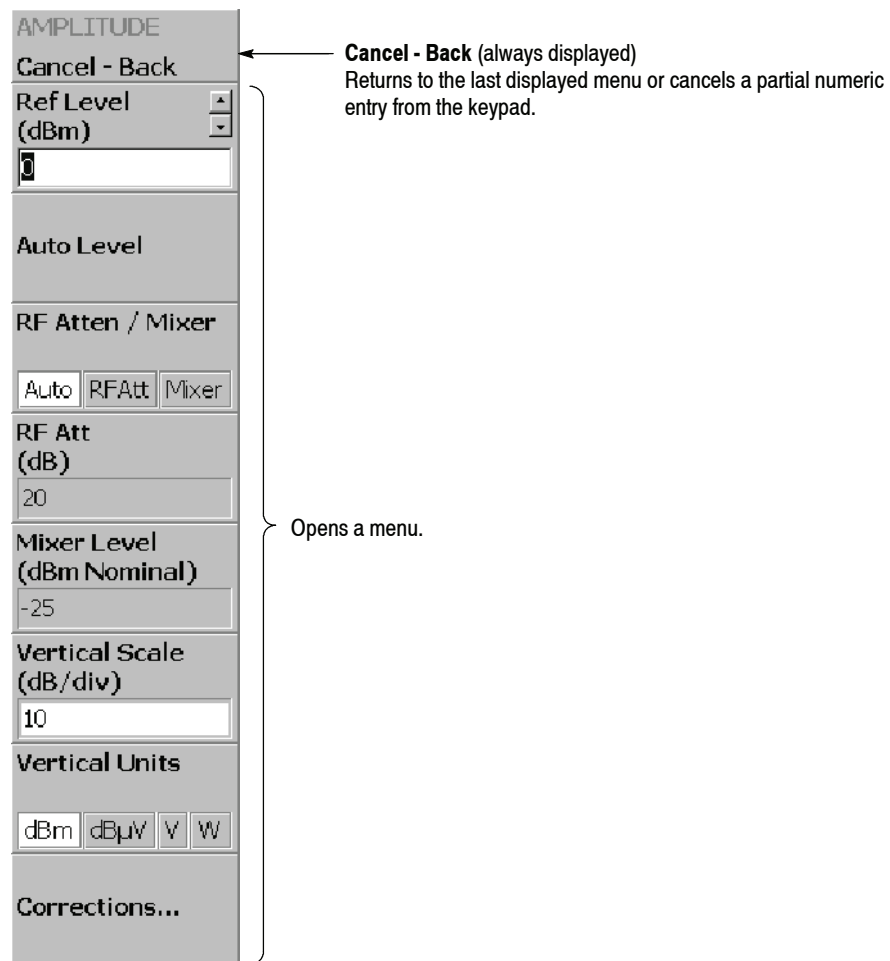 AMPLITUDE
Cancel - Back
Cancel - Back (always displayed)
Returns to the last displayed menu or cancels a partial numeric
entry from the keypad.
Ref Level
(dBm)
0
Auto Level
RF Atten / Mixer
Auto RFAtt Mixer
RF Att
(dB)
20
Mixer Level
(dBm Nominal)
-25
Vertical Scale
(dB/div)
10
Vertical Units
dBm dBµV V W
Corrections...
Opens a menu.